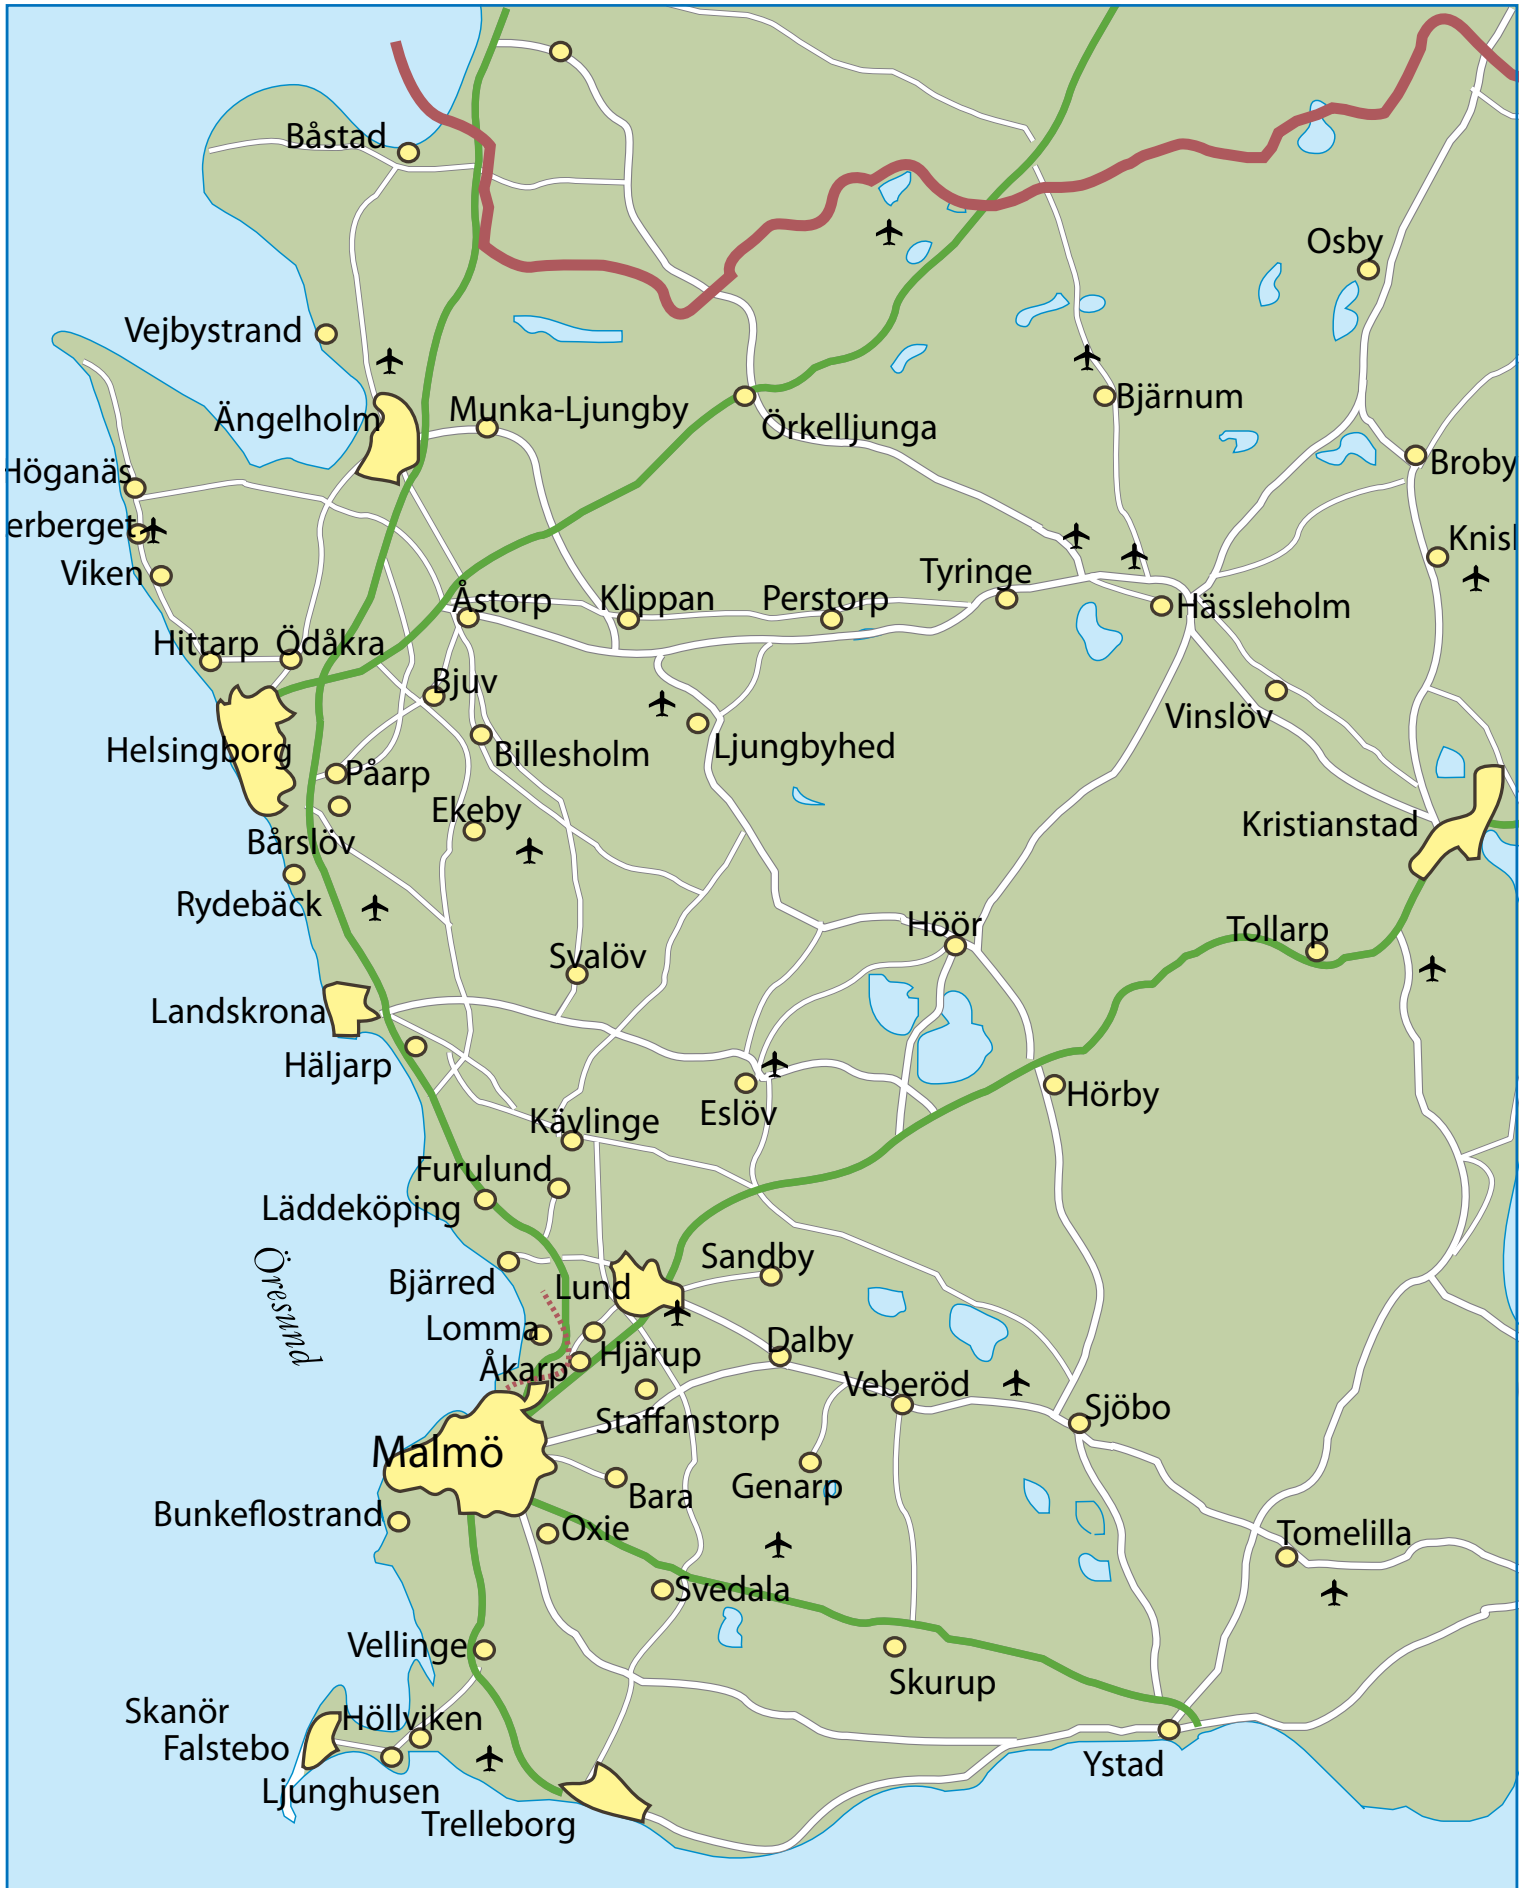 Båstad
Osby
Vejbystrand
Bjärnum
Munka-Ljungby
Ängelholm
Örkelljunga
Broby
Höganäs
erberget
Knisl
Viken
Tyringe
Åstorp
Klippan
Perstorp
Hässleholm
Hittarp
Ödåkra
Bjuv
Vinslöv
Helsingborg
Billesholm
Ljungbyhed
Påarp
Ekeby
Kristianstad
Bårslöv
Rydebäck
Höör
Tollarp
Svalöv
Landskrona
Häljarp
Hörby
Eslöv
Kävlinge
Furulund
Läddeköping
Öresund
Sandby
Bjärred
Lund
Lomma
Dalby
Hjärup
Åkarp
Veberöd
Sjöbo
Staffanstorp
Malmö
Genarp
Bara
Bunkeflostrand
Oxie
Tomelilla
Svedala
Vellinge
Skurup
Skanör
Falstebo
Höllviken
Ystad
Ljunghusen
Trelleborg